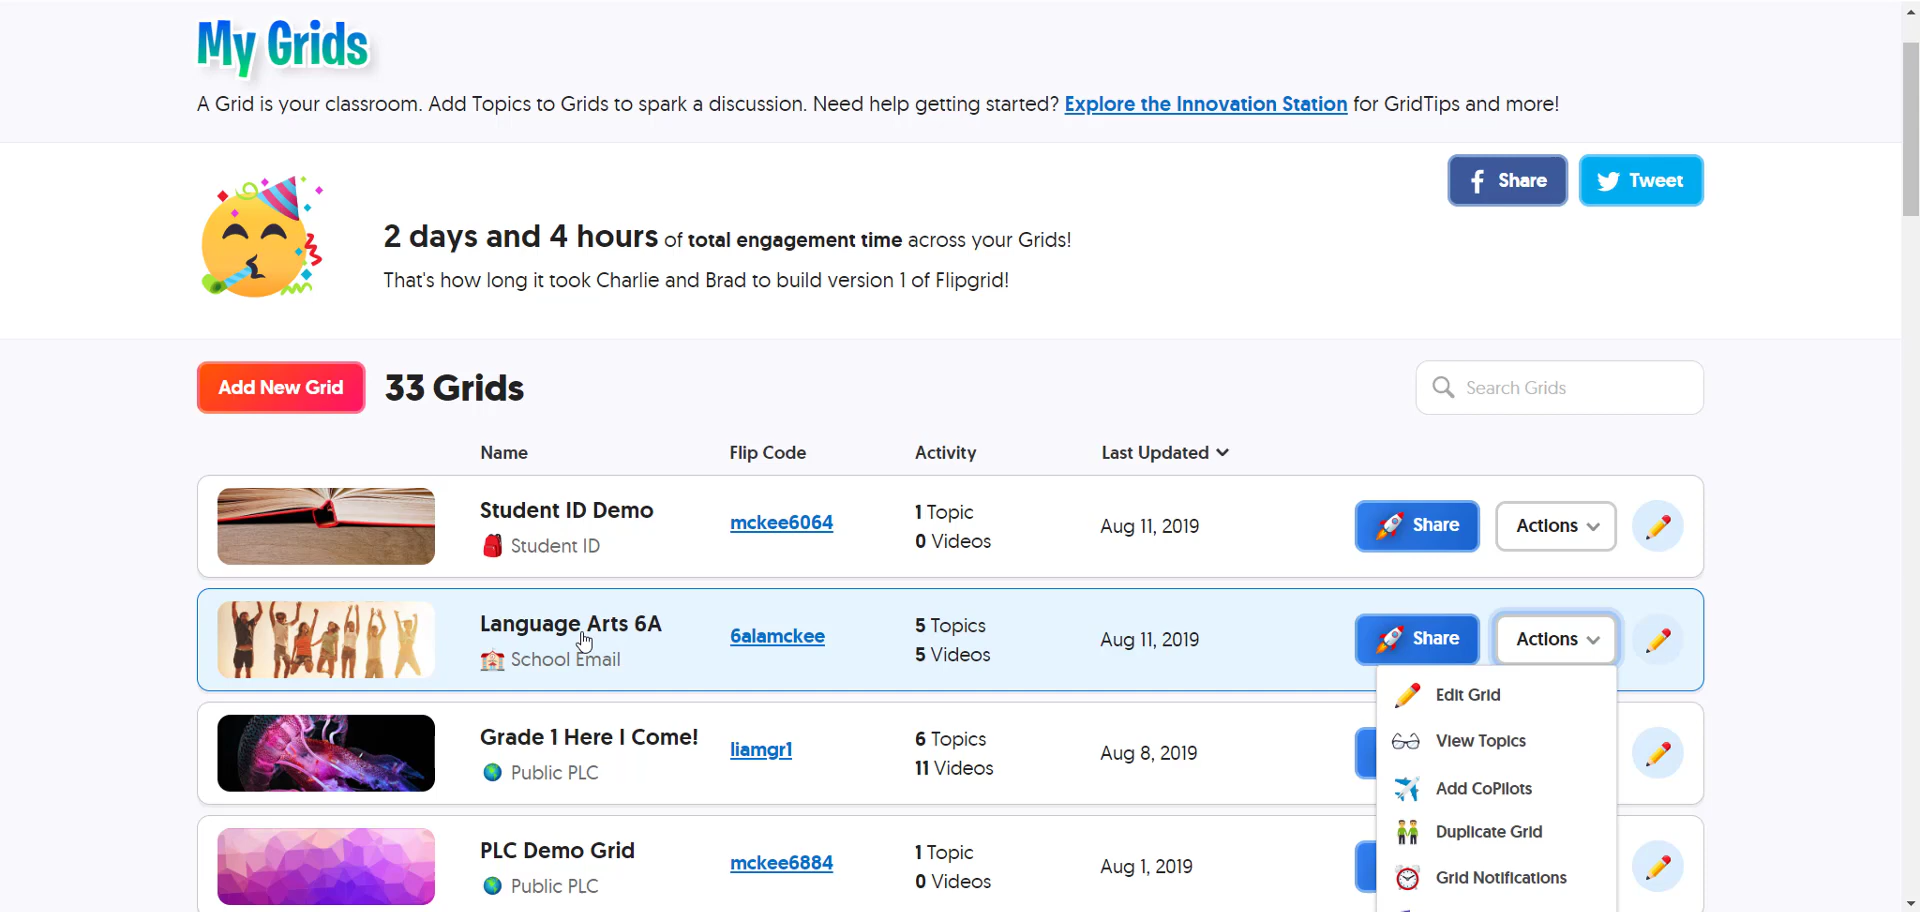 My Grids
A Grid is your classroom. Add Topics to Grids to spark a discussion. Need help getting started? Explore the Innovation Station for GridTips and more!
Share
Tweet
2 days and 4 hours of total engagement time across your Grids!
That's how long it took Charlie and Brad to build version 1 of Flipgrid!
Add New Grid
33 Grids
Search Grids
Name Flip Code Activity Last Updated
Student ID Demo
Student ID
mckee6064
1 Topic
0 Videos
Aug 11, 2019
Share
Actions
Language Arts 6A
School Email
6alamckee
5 Topics
5 Videos
Aug 11, 2019
Share
Actions
Edit Grid
View Topics
Add CoPilots
Duplicate Grid
Grid Notifications
Grade 1 Here I Come!
Public PLC
liamgr1
6 Topics
11 Videos
Aug 8, 2019
PLC Demo Grid
Public PLC
mckee6884
1 Topic
0 Videos
Aug 1, 2019